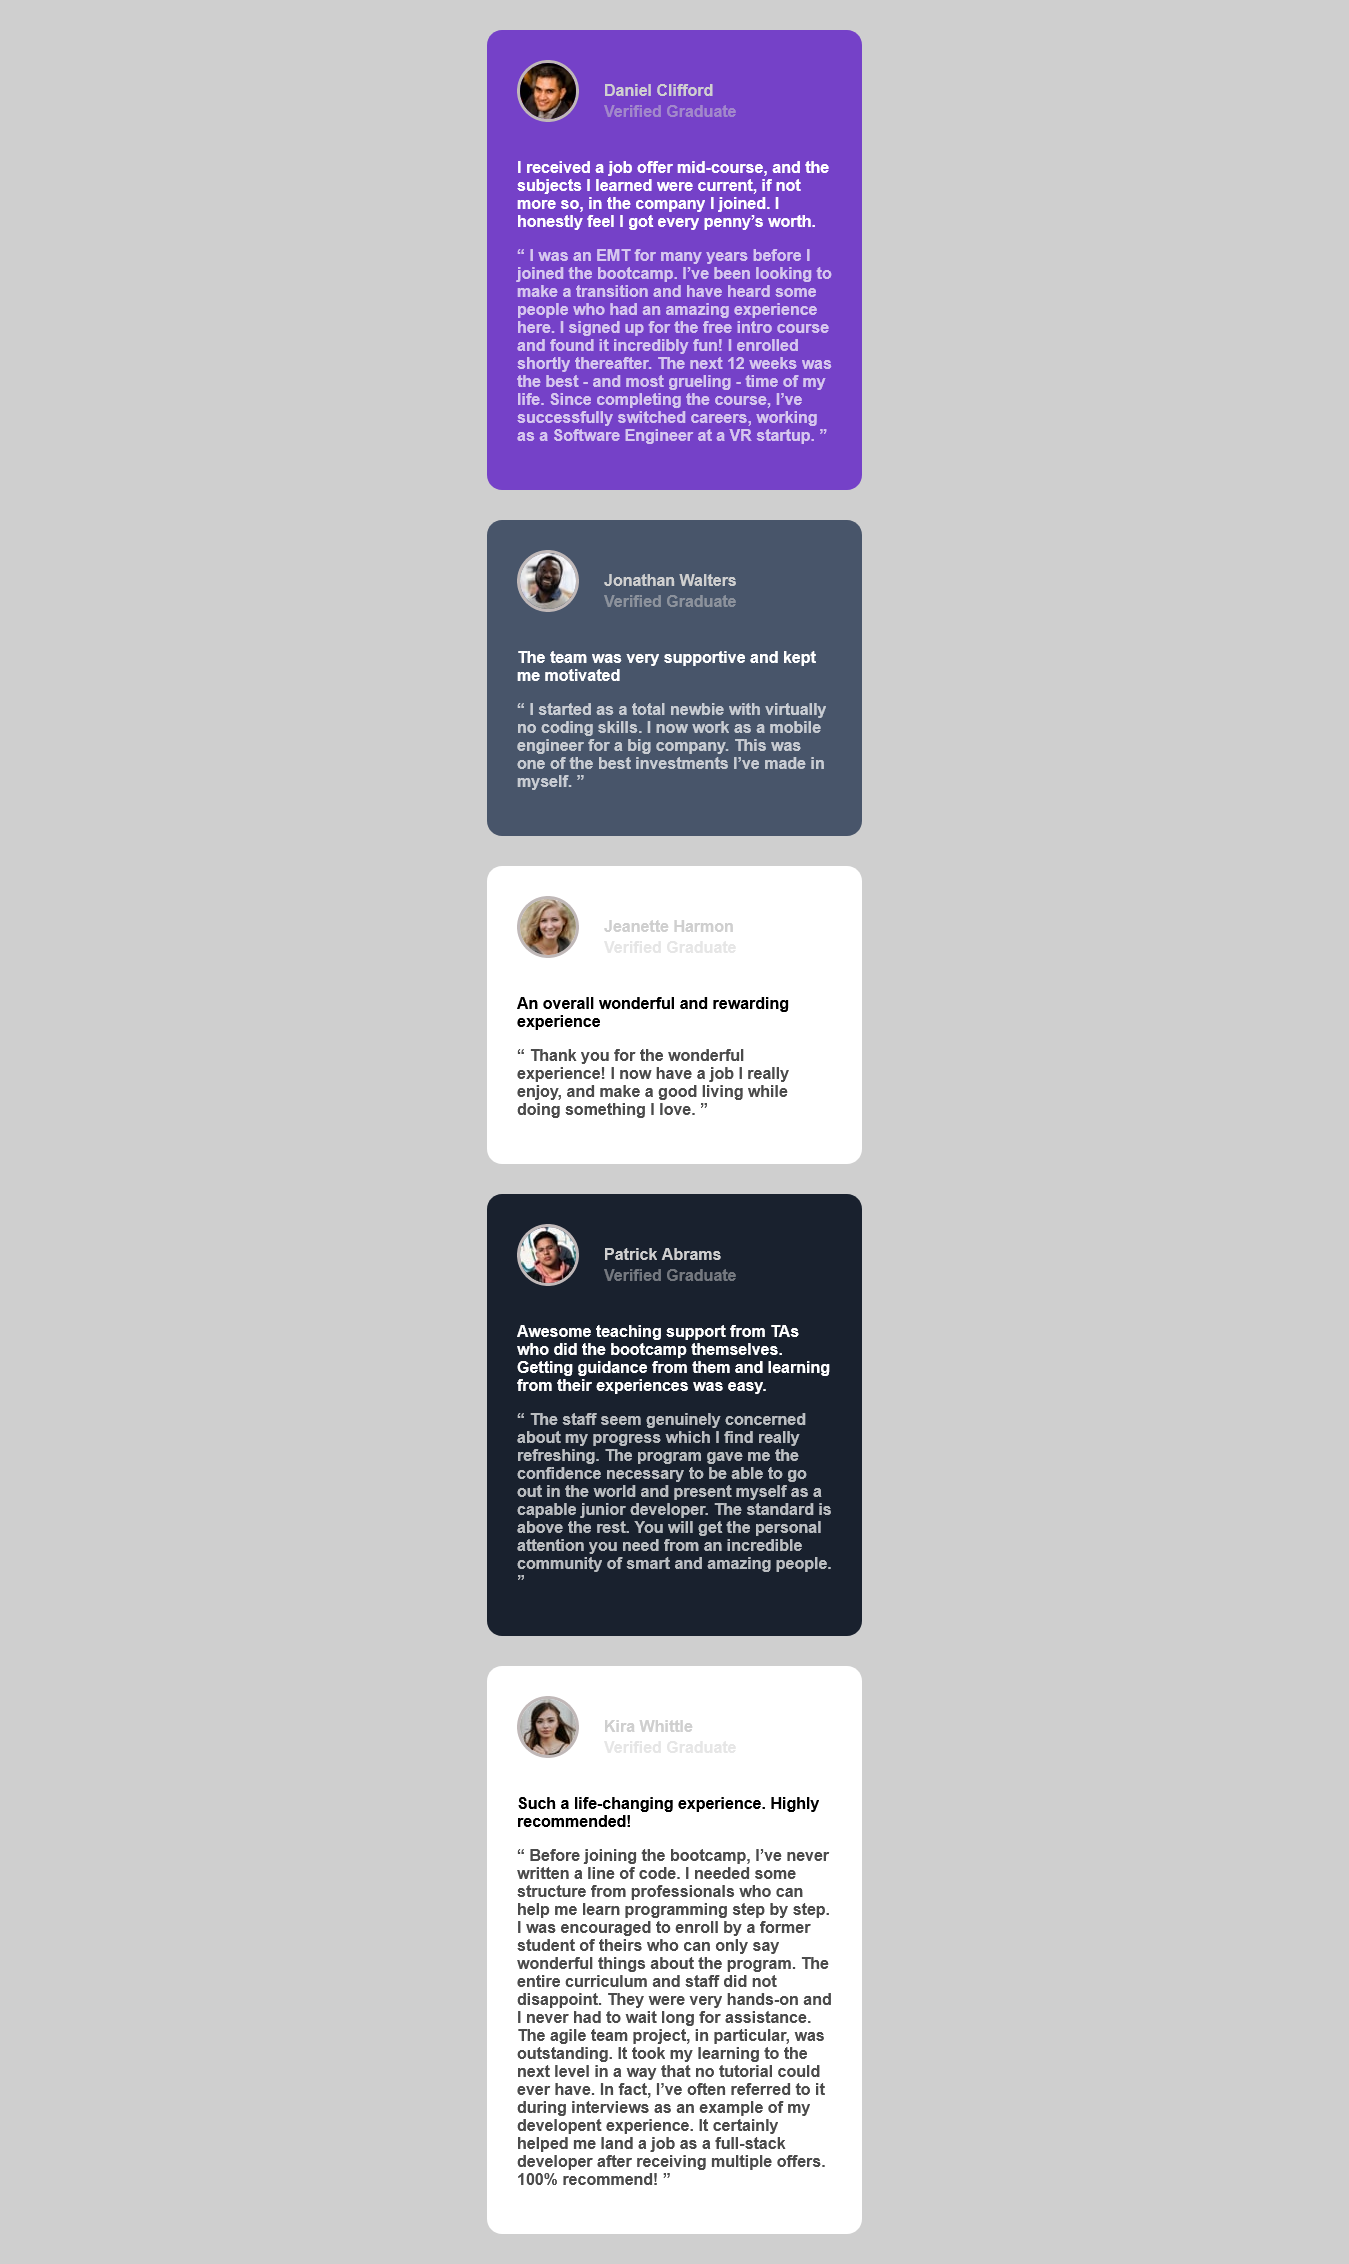 Daniel Clifford
Verified Graduate
I received a job offer mid-course, and the
subjects I learned were current, if not
more so, in the company I joined. I
honestly feel I got every penny’s worth.
“ I was an EMT for many years before I
joined the bootcamp. I’ve been looking to
make a transition and have heard some
people who had an amazing experience
here. I signed up for the free intro course
and found it incredibly fun! I enrolled
shortly thereafter. The next 12 weeks was
the best - and most grueling - time of my
life. Since completing the course, I’ve
successfully switched careers, working
as a Software Engineer at a VR startup. ”
Jonathan Walters
Verified Graduate
The team was very supportive and kept
me motivated
“ I started as a total newbie with virtually
no coding skills. I now work as a mobile
engineer for a big company. This was
one of the best investments I’ve made in
myself. ”
Jeanette Harmon
Verified Graduate
An overall wonderful and rewarding
experience
“ Thank you for the wonderful
experience! I now have a job I really
enjoy, and make a good living while
doing something I love. ”
Patrick Abrams
Verified Graduate
Awesome teaching support from TAs
who did the bootcamp themselves.
Getting guidance from them and learning
from their experiences was easy.
“ The staff seem genuinely concerned
about my progress which I find really
refreshing. The program gave me the
confidence necessary to be able to go
out in the world and present myself as a
capable junior developer. The standard is
above the rest. You will get the personal
attention you need from an incredible
community of smart and amazing people.
”
Kira Whittle
Verified Graduate
Such a life-changing experience. Highly
recommended!
“ Before joining the bootcamp, I’ve never
written a line of code. I needed some
structure from professionals who can
help me learn programming step by step.
I was encouraged to enroll by a former
student of theirs who can only say
wonderful things about the program. The
entire curriculum and staff did not
disappoint. They were very hands-on and
I never had to wait long for assistance.
The agile team project, in particular, was
outstanding. It took my learning to the
next level in a way that no tutorial could
ever have. In fact, I’ve often referred to it
during interviews as an example of my
developent experience. It certainly
helped me land a job as a full-stack
developer after receiving multiple offers.
100% recommend! ”